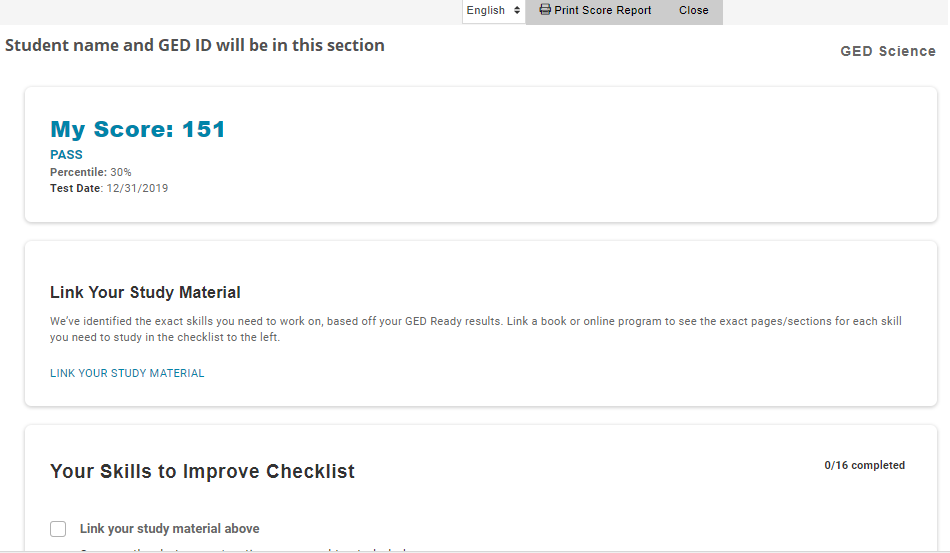 English Print Score Report Close
Student name and GED ID will be in this section
GED Science
My Score: 151
PASS
Percentile: 30%
Test Date: 12/31/2019
Link Your Study Material
We've identified the exact skills you need to work on, based off your GED Ready results. Link a book or online program to see the exact pages/sections for each skill
you need to study in the checklist to the left.
LINK YOUR STUDY MATERIAL
Your Skills to Improve Checklist
0/16 completed
Link your study material above